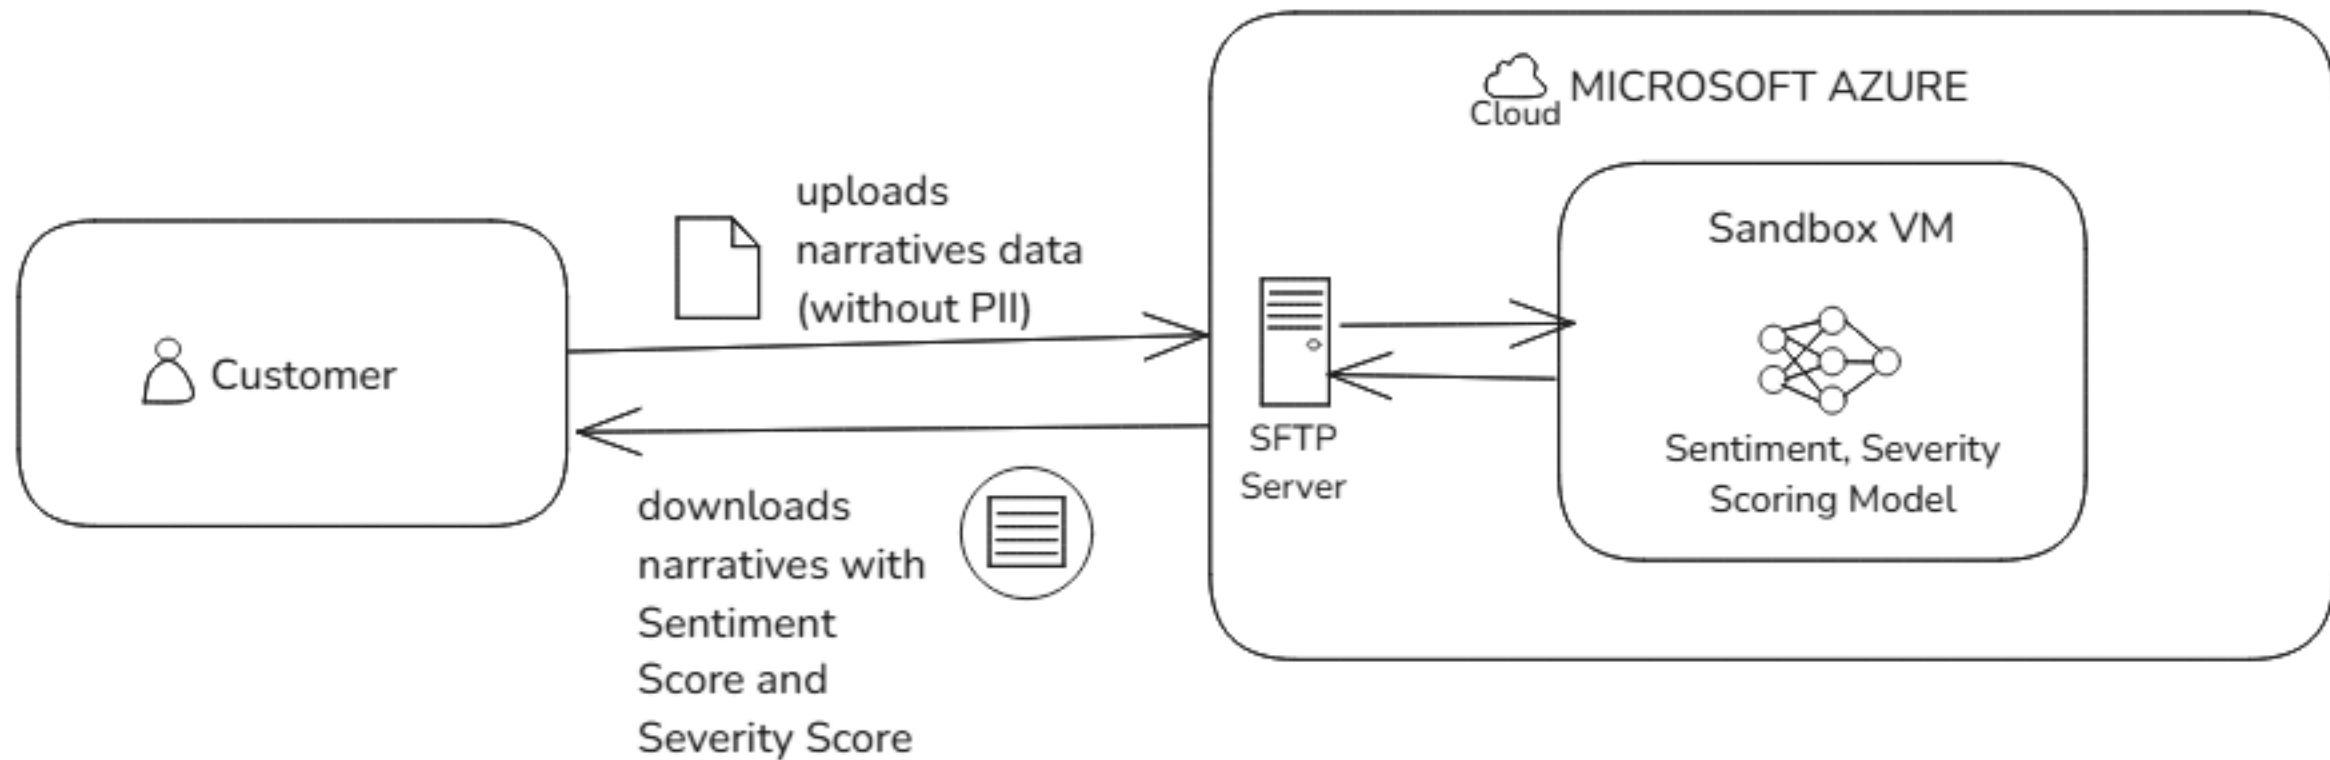 Cloud
MICROSOFT AZURE
uploads
narratives data
(without PII)
Customer
Sandbox VM
SFTP
Server
Sentiment, Severity
Scoring Model
downloads
narratives with
Sentiment
Score and
Severity Score